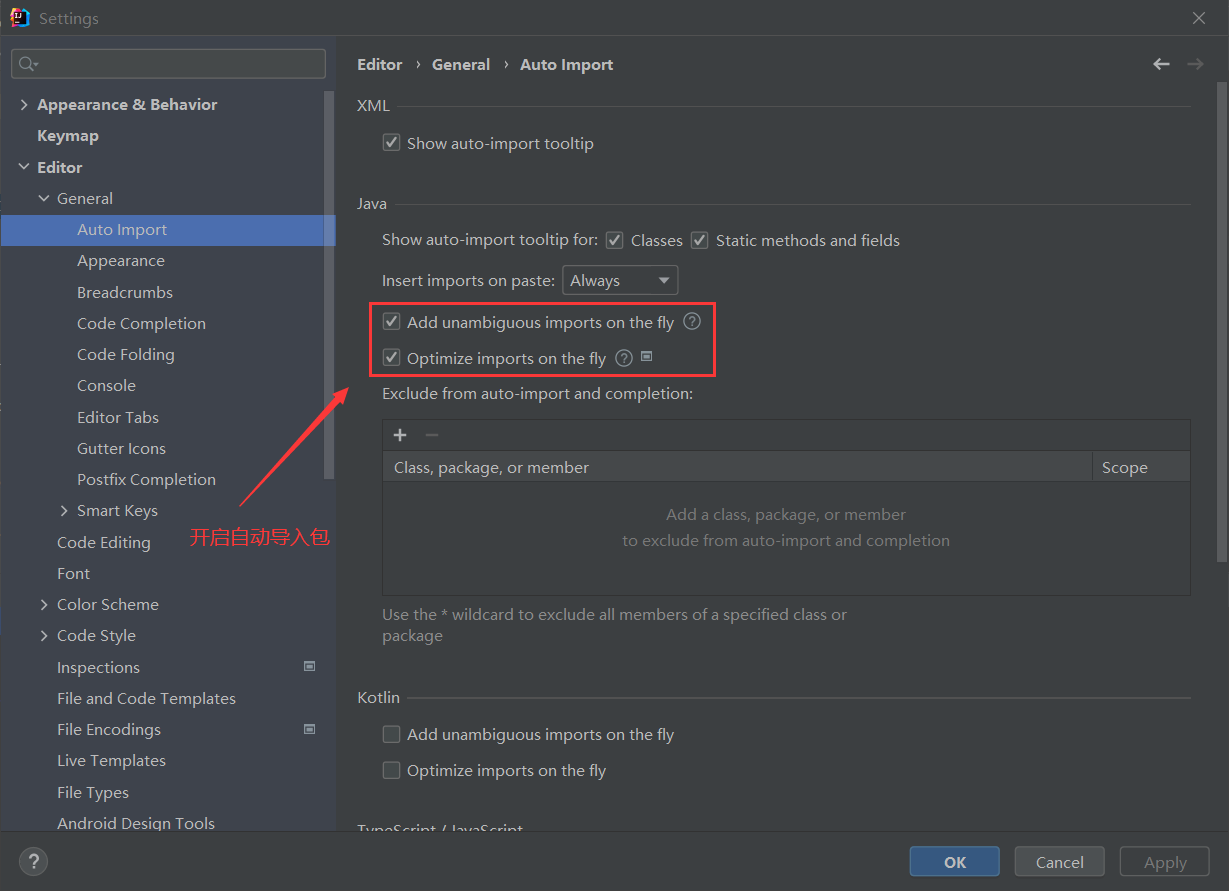 Settings
Editor › General › Auto Import
Appearance & Behavior
Keymap
Editor
General
Auto Import
Appearance
Breadcrumbs
Code Completion
Code Folding
Console
Editor Tabs
Gutter Icons
Postfix Completion
Smart Keys
Code Editing
Font
Color Scheme
Code Style
Inspections
File and Code Templates
File Encodings
Live Templates
File Types
Android Design Tools
XML
Show auto-import tooltip
Java
Show auto-import tooltip for: Classes Static methods and fields
Insert imports on paste: Always
Add unambiguous imports on the fly ?
Optimize imports on the fly ?
开启自动导入包
Exclude from auto-import and completion:
+ −
Class, package, or member Scope
Add a class, package, or member
to exclude from auto-import and completion
Use the * wildcard to exclude all members of a specified class or
package
Kotlin
Add unambiguous imports on the fly
Optimize imports on the fly
TypeScript / JavaScript
? OK Cancel Apply